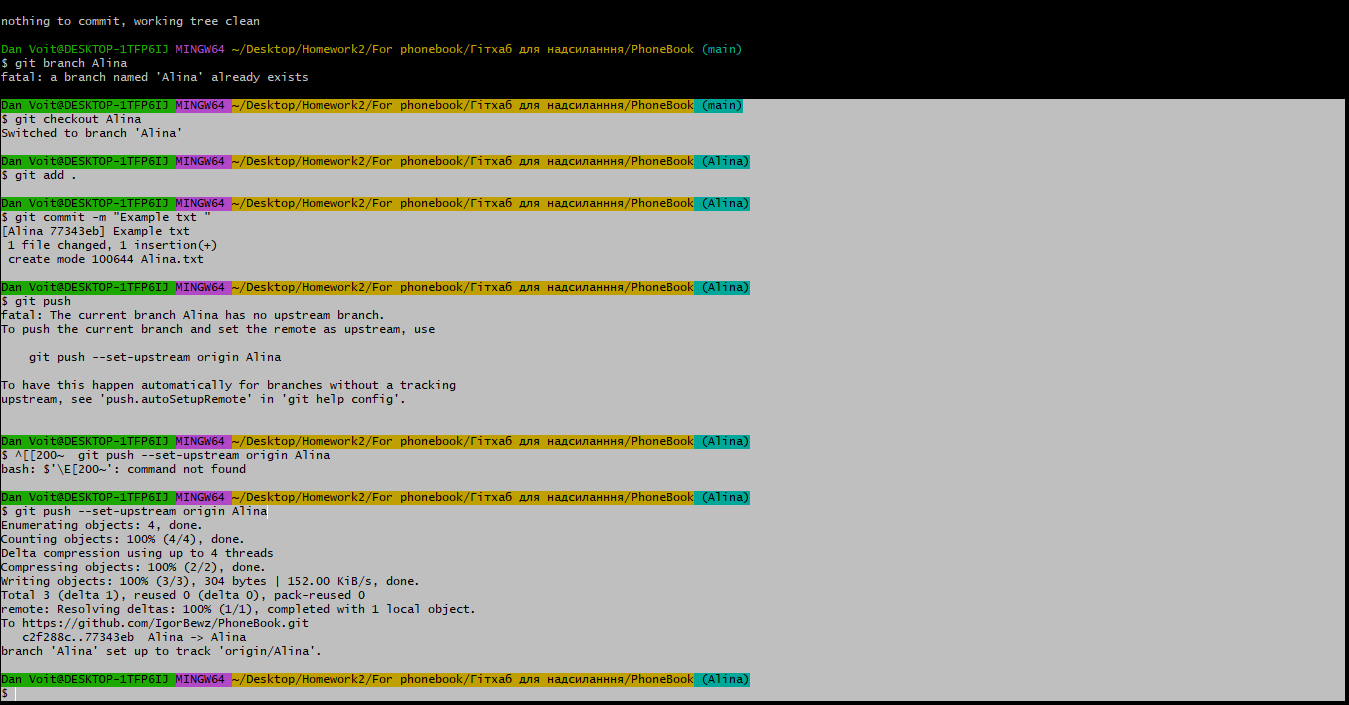 nothing to commit, working tree clean
Dan Voit@DESKTOP-1TFP6IJ MINGW64 ~/Desktop/Homework2/For phonebook/Гітхаб для надсиланння/PhoneBook (main)
$ git branch Alina
fatal: a branch named 'Alina' already exists
Dan Voit@DESKTOP-1TFP6IJ MINGW64 ~/Desktop/Homework2/For phonebook/Гітхаб для надсиланння/PhoneBook (main)
$ git checkout Alina
Switched to branch 'Alina'
Dan Voit@DESKTOP-1TFP6IJ MINGW64 ~/Desktop/Homework2/For phonebook/Гітхаб для надсиланння/PhoneBook (Alina)
$ git add .
Dan Voit@DESKTOP-1TFP6IJ MINGW64 ~/Desktop/Homework2/For phonebook/Гітхаб для надсиланння/PhoneBook (Alina)
$ git commit -m "Example txt "
[Alina 77343eb] Example txt
 1 file changed, 1 insertion(+)
 create mode 100644 Alina.txt
Dan Voit@DESKTOP-1TFP6IJ MINGW64 ~/Desktop/Homework2/For phonebook/Гітхаб для надсиланння/PhoneBook (Alina)
$ git push
fatal: The current branch Alina has no upstream branch.
To push the current branch and set the remote as upstream, use
    git push --set-upstream origin Alina
To have this happen automatically for branches without a tracking
upstream, see 'push.autoSetupRemote' in 'git help config'.
Dan Voit@DESKTOP-1TFP6IJ MINGW64 ~/Desktop/Homework2/For phonebook/Гітхаб для надсиланння/PhoneBook (Alina)
$ ^[[200~  git push --set-upstream origin Alina
bash: $'\E[200~': command not found
Dan Voit@DESKTOP-1TFP6IJ MINGW64 ~/Desktop/Homework2/For phonebook/Гітхаб для надсиланння/PhoneBook (Alina)
$ git push --set-upstream origin Alina
Enumerating objects: 4, done.
Counting objects: 100% (4/4), done.
Delta compression using up to 4 threads
Compressing objects: 100% (2/2), done.
Writing objects: 100% (3/3), 304 bytes | 152.00 KiB/s, done.
Total 3 (delta 1), reused 0 (delta 0), pack-reused 0
remote: Resolving deltas: 100% (1/1), completed with 1 local object.
To https://github.com/IgorBewz/PhoneBook.git
   c2f288c..77343eb  Alina -> Alina
branch 'Alina' set up to track 'origin/Alina'.
Dan Voit@DESKTOP-1TFP6IJ MINGW64 ~/Desktop/Homework2/For phonebook/Гітхаб для надсиланння/PhoneBook (Alina)
$